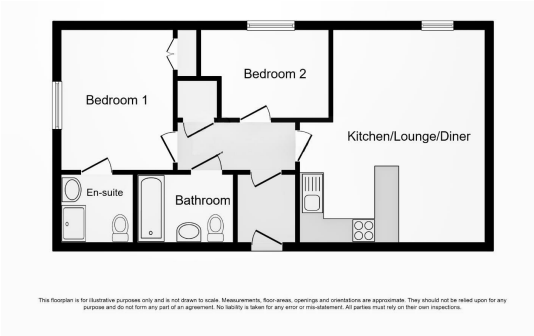 Bedroom 2
Bedroom 1
Kitchen/Lounge/Diner
En-suite
Bathroom
This floorplan is for illustrative purposes only and is not drawn to scale. Measurements, floor-areas, openings and orientations are approximate. They should not be relied upon for any
purpose and do not form any part of an agreement. No liability is taken for any error or mis-statement. All parties must rely on their own inspections.